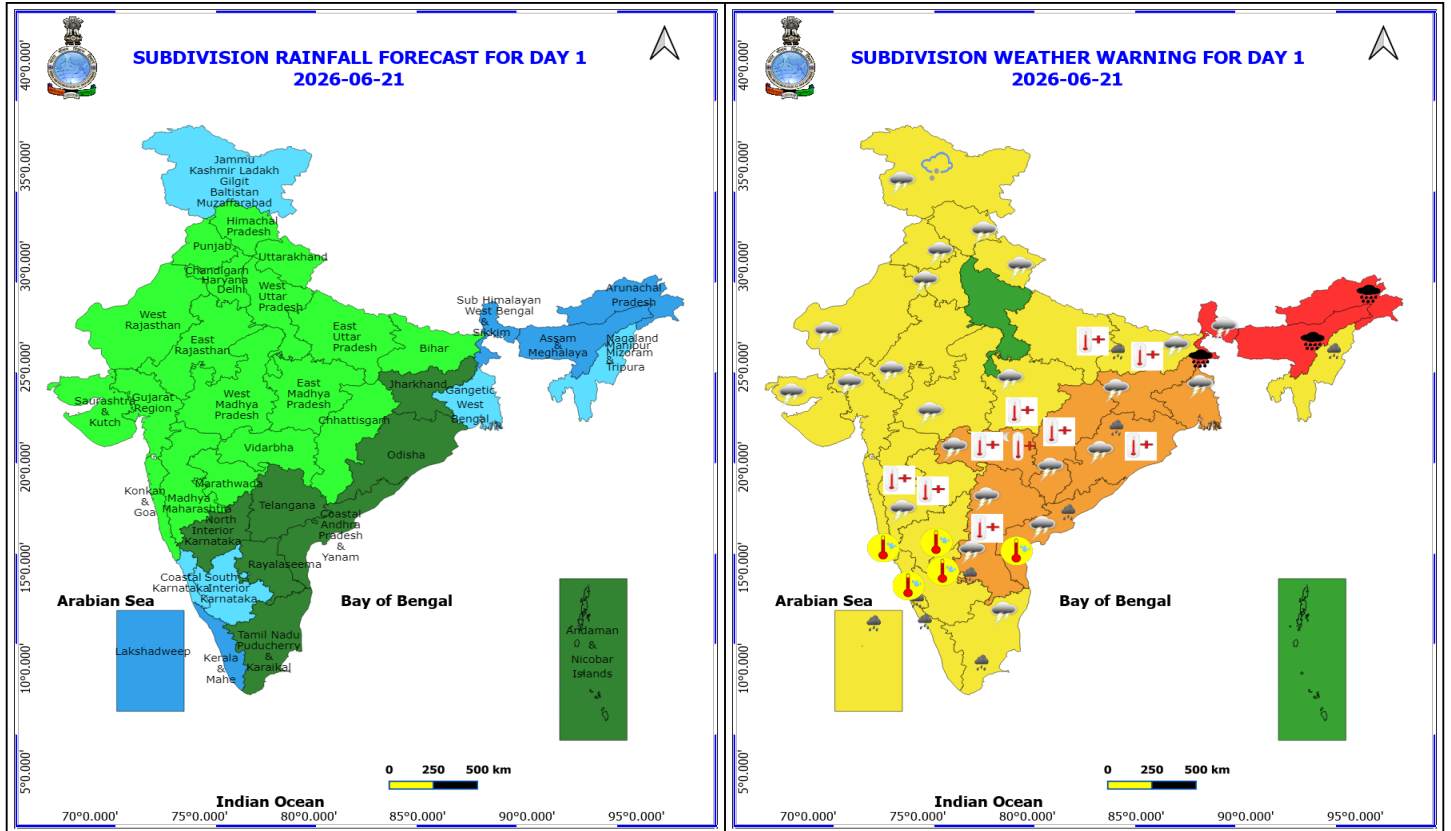 SUBDIVISION RAINFALL FORECAST FOR DAY 1
2026-06-21
40°0.000'
35°0.000'
30°0.000'
25°0.000'
20°0.000'
15°0.000'
10°0.000'
5°0.000'
Jammu
Kashmir Ladakh
Gilgit
Baltistan
Muzaffarabad
Himachal
Pradesh
Punjab
Uttarakhand
Chandigarh
Haryana
Delhi
West
Uttar
Pradesh
West
Rajasthan
East
Rajasthan
East
Uttar
Pradesh
Bihar
Sub Himalayan
West Bengal
&
Sikkim
Arunachal
Pradesh
Assam
&
Meghalaya
Nagaland
Manipur
Mizoram
&
Tripura
Jharkhand
Gangetic
West
Bengal
Saurashtra
&
Kutch
Gujarat
Region
West
Madhya
Pradesh
East
Madhya
Pradesh
Chhattisgarh
Vidarbha
Odisha
Konkan
&
Goa
Madhya
Maharashtra
Marathwada
Telangana
North
Interior
Karnataka
Coastal
Andhra
Pradesh
&
Yanam
Rayalaseema
Coastal
Karnataka
South
Interior
Karnataka
Arabian Sea
Bay of Bengal
Lakshadweep
Kerala
&
Mahe
Tamil Nadu
Puducherry
&
Karaikal
Andaman
&
Nicobar
Islands
0 250 500 km
Indian Ocean
70°0.000' 75°0.000' 80°0.000' 85°0.000' 90°0.000' 95°0.000'
SUBDIVISION WEATHER WARNING FOR DAY 1
2026-06-21
40°0.000'
35°0.000'
30°0.000'
25°0.000'
20°0.000'
15°0.000'
10°0.000'
5°0.000'
Arabian Sea
Bay of Bengal
0 250 500 km
Indian Ocean
70°0.000' 75°0.000' 80°0.000' 85°0.000' 90°0.000' 95°0.000'